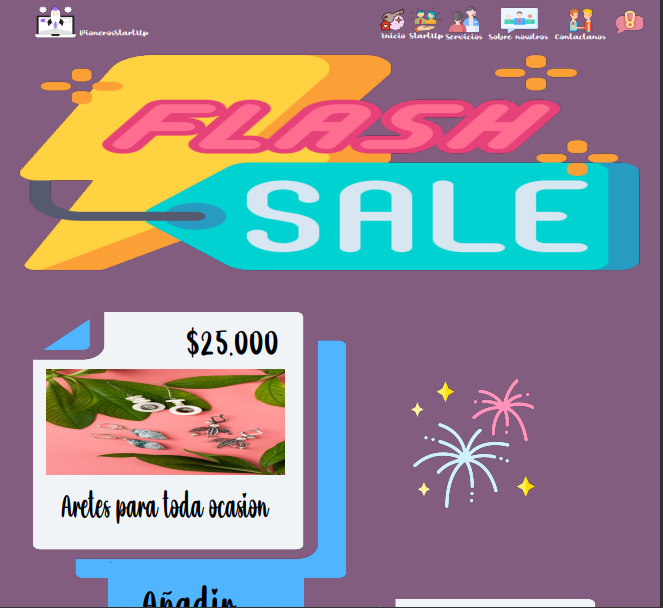 PionerosStartUp
Inicio StartUp Servicios Sobre nosotros Contactanos
FLASH
SALE
$25.000
Aretes para toda ocasion
Añadir